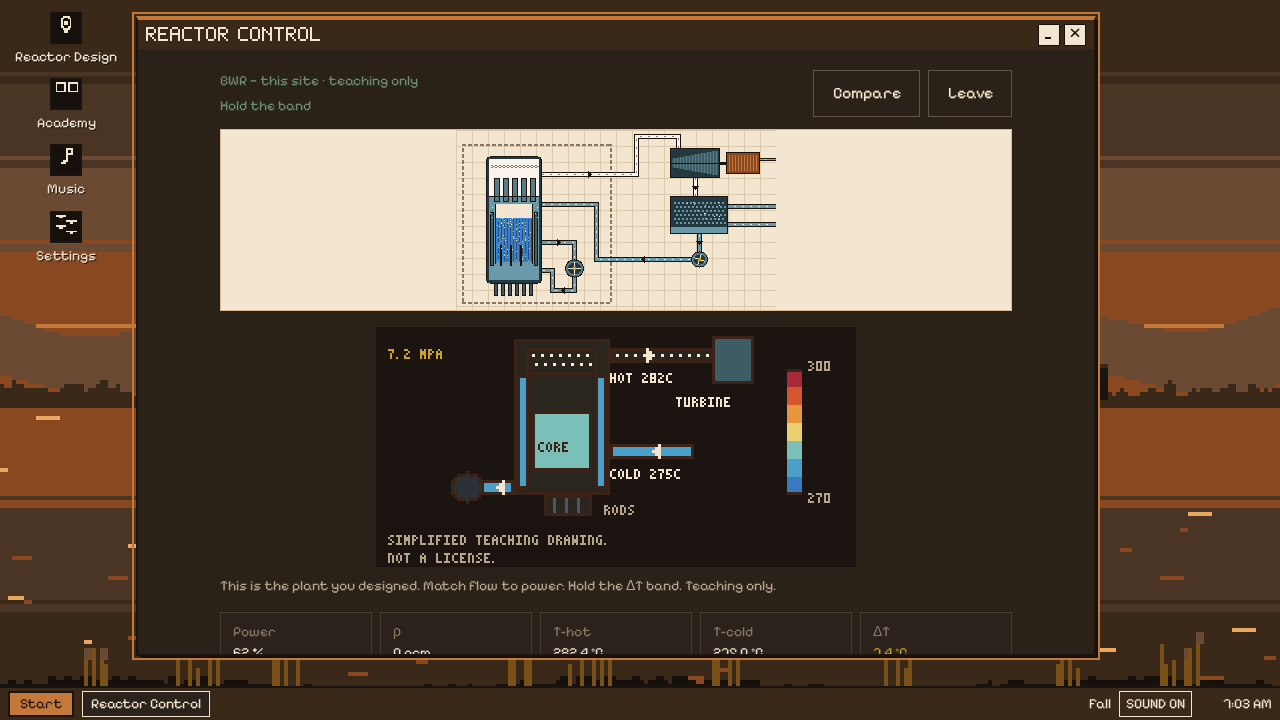 REACTOR CONTROL
Reactor Design
Academy
Music
Settings
BWR - this site · teaching only
Hold the band
Compare
Leave
7.2 MPA
HOT 282C
TURBINE
CORE
COLD 275C
RODS
300
270
SIMPLIFIED TEACHING DRAWING.
NOT A LICENSE.
This is the plant you designed. Match flow to power. Hold the ΔT band. Teaching only.
Power
ρ
T-hot
T-cold
ΔT
Start
Reactor Control
Fall
SOUND ON
7:03 AM